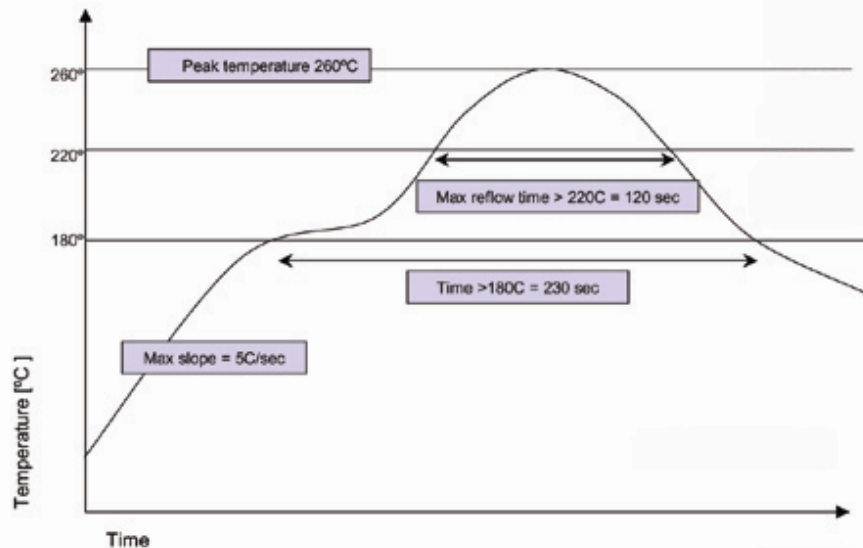 Peak temperature 260ºC
260º
220º
Max reflow time > 220C = 120 sec
180º
Time >180C = 230 sec
Max slope = 5C/sec
Temperature [ºC ]
Time